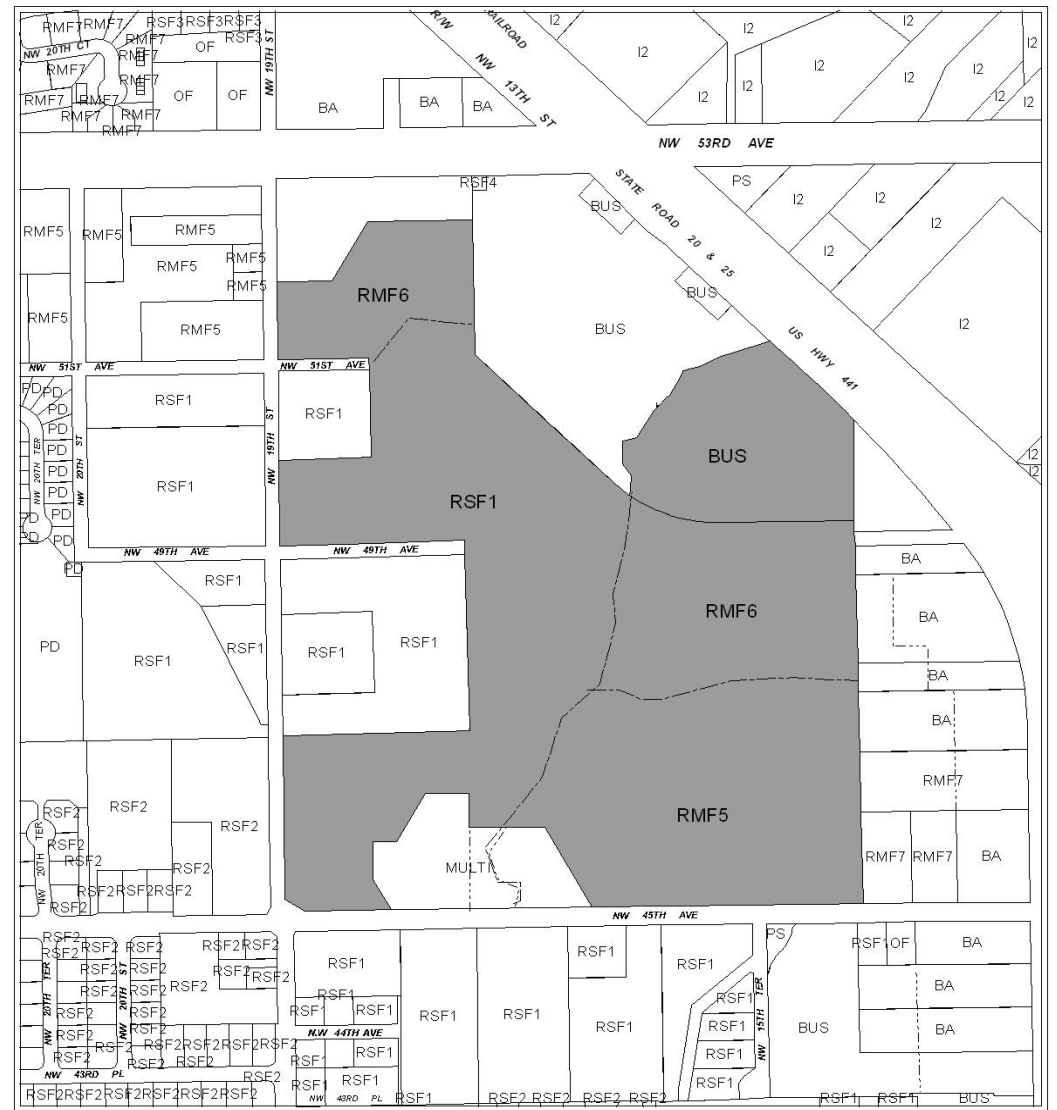 RMF7 RMF7 RSF3 RSF3 RSF3
NW 20TH CT
RMF7 OF RSF3
RMF7
RMF7
RMF7
RMF7 RMF7 OF OF
RMF7 RMF7
RMF7
NW 19TH ST
BA BA BA
R/W NW 13TH ST
RAILROAD
I2 I2 I2
I2 I2 I2
I2 I2 I2
NW 53RD AVE
STATE ROAD 20 & 25
US HWY 441
PS
I2 I2
I2 I2
I2
I2
I2
RSF4
BUS
BUS
BUS
RMF5 RMF5 RMF5
RMF5 RMF5
RMF5
RMF5 RMF5
RMF6
NW 51ST AVE NW 51ST AVE
PD PD
PD
PD
PD
PD
PD
PD PD
PD PD
NW 20TH TER
NW 20TH ST
NW 19TH ST
RSF1 RSF1
RSF1
RSF1
BUS
NW 49TH AVE NW 49TH AVE
PD
PD
RSF1
RSF1
RSF1
RSF1
RSF1
RMF6
BA
BA
BA
BA
RMF7
RMF7 RMF7 BA
RMF5
MULTI
RSF2
RSF2
RSF2
RSF2
RSF2
RSF2
RSF2
RSF2 RSF2 RSF2
RSF2
NW 20TH TER
NW 45TH AVE
RSF2
RSF2 RSF2
RSF2 RSF2
RSF2 RSF2
RSF2 RSF2
RSF2 RSF2
RSF2 RSF2
NW 20TH TER
NW 20TH ST
RSF2 RSF2
RSF2 RSF2
RSF2
RSF2 RSF2 RSF2 RSF2
RSF2
RSF2
NW 43RD PL
RSF2 RSF2 RSF2 RSF2 RSF2 RSF2
RSF1
RSF1
RSF1 RSF1
N.W 44TH AVE
RSF1 RSF1
RSF1 RSF1
NW 43RD PL
RSF1 RSF1 RSF1
RSF1
RSF1
RSF1
RSF1
RSF1
RSF1
NW 15TH TER
PS
BUS
RSF1 OF BA
BA
BA
RSF1 RSF2 RSF2 RSF2 RSF2 RSF1 RSF1 BUS